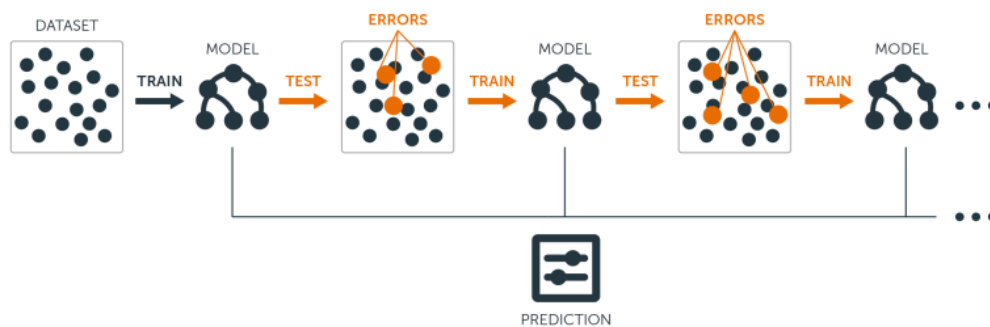 DATASET
MODEL
ERRORS
MODEL
ERRORS
MODEL
TRAIN
TEST
TRAIN
TEST
TRAIN
PREDICTION